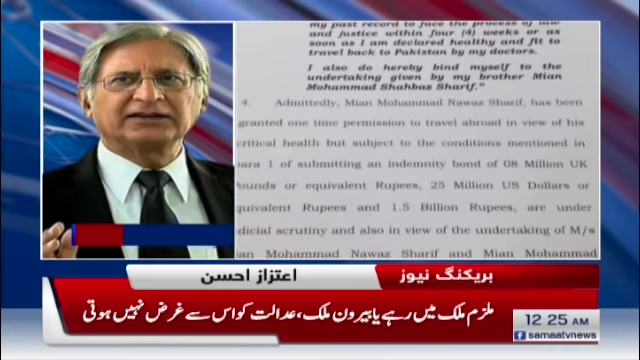 my past record to face the process of law
and justice within four (4) weeks or as
soon as I am declared healthy and fit to
travel back to Pakistan by my doctors.
I also do hereby bind myself to the
undertaking given by my brother Mian
Mohammad Shahbaz Sharif."
4. Admittedly, Mian Mohammad Nawaz Sharif, has been
granted one time permission to travel abroad in view of his
critical health but subject to the conditions mentioned in
para 1 of submitting an indemnity bond of 08 Million UK
Pounds or equivalent Rupees, 25 Million US Dollars or
equivalent Rupees and 1.5 Billion Rupees, are under
judicial scrutiny and also in view of the undertaking of M/s
Mian Mohammad Nawaz Sharif and Mian Mohammad
بریکنگ نیوز
اعتزاز احسن
ملزم ملک میں رہے یا بیرون ملک، عدالت کو اس سے غرض نہیں ہوتی
12 25 AM
samaatvnews